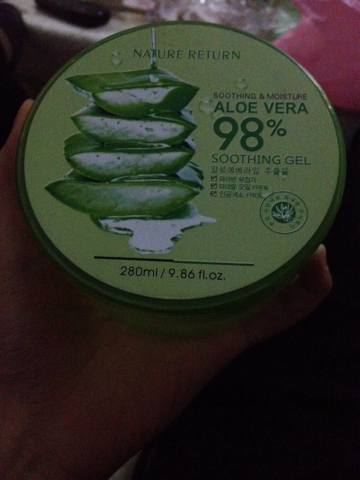 NATURE RETURN
SOOTHING & MOISTURE
ALOE VERA
98%
SOOTHING GEL
280ml / 9.86 fl.oz.